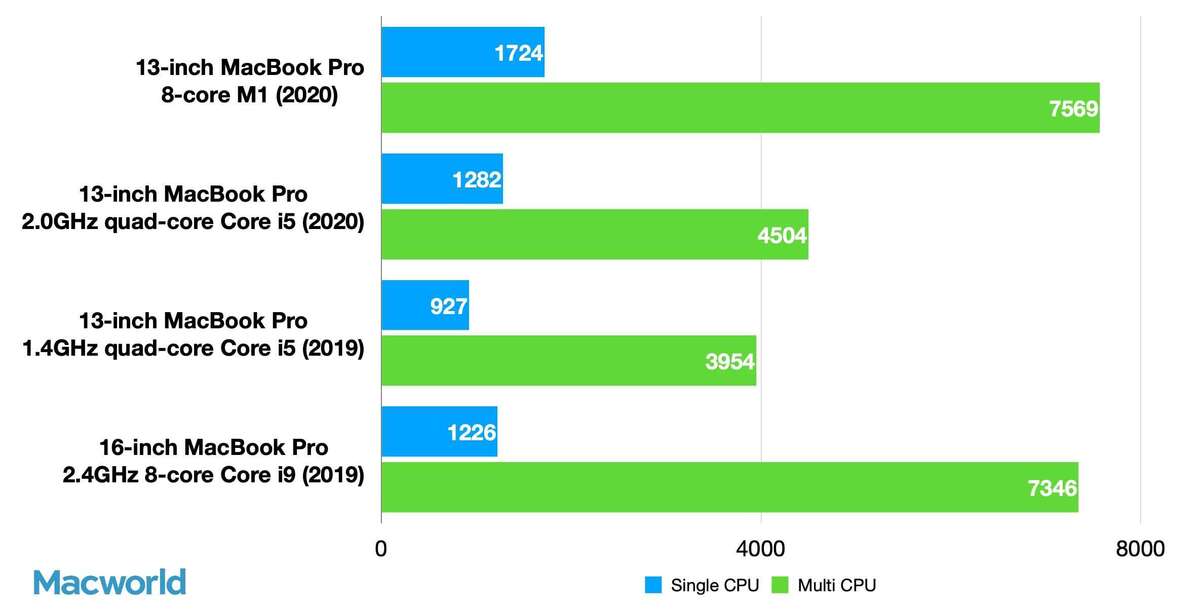 13-inch MacBook Pro
8-core M1 (2020)
1724
7569
13-inch MacBook Pro
2.0GHz quad-core Core i5 (2020)
1282
4504
13-inch MacBook Pro
1.4GHz quad-core Core i5 (2019)
927
3954
16-inch MacBook Pro
2.4GHz 8-core Core i9 (2019)
1226
7346
0 4000 8000
Macworld
Single CPU Multi CPU